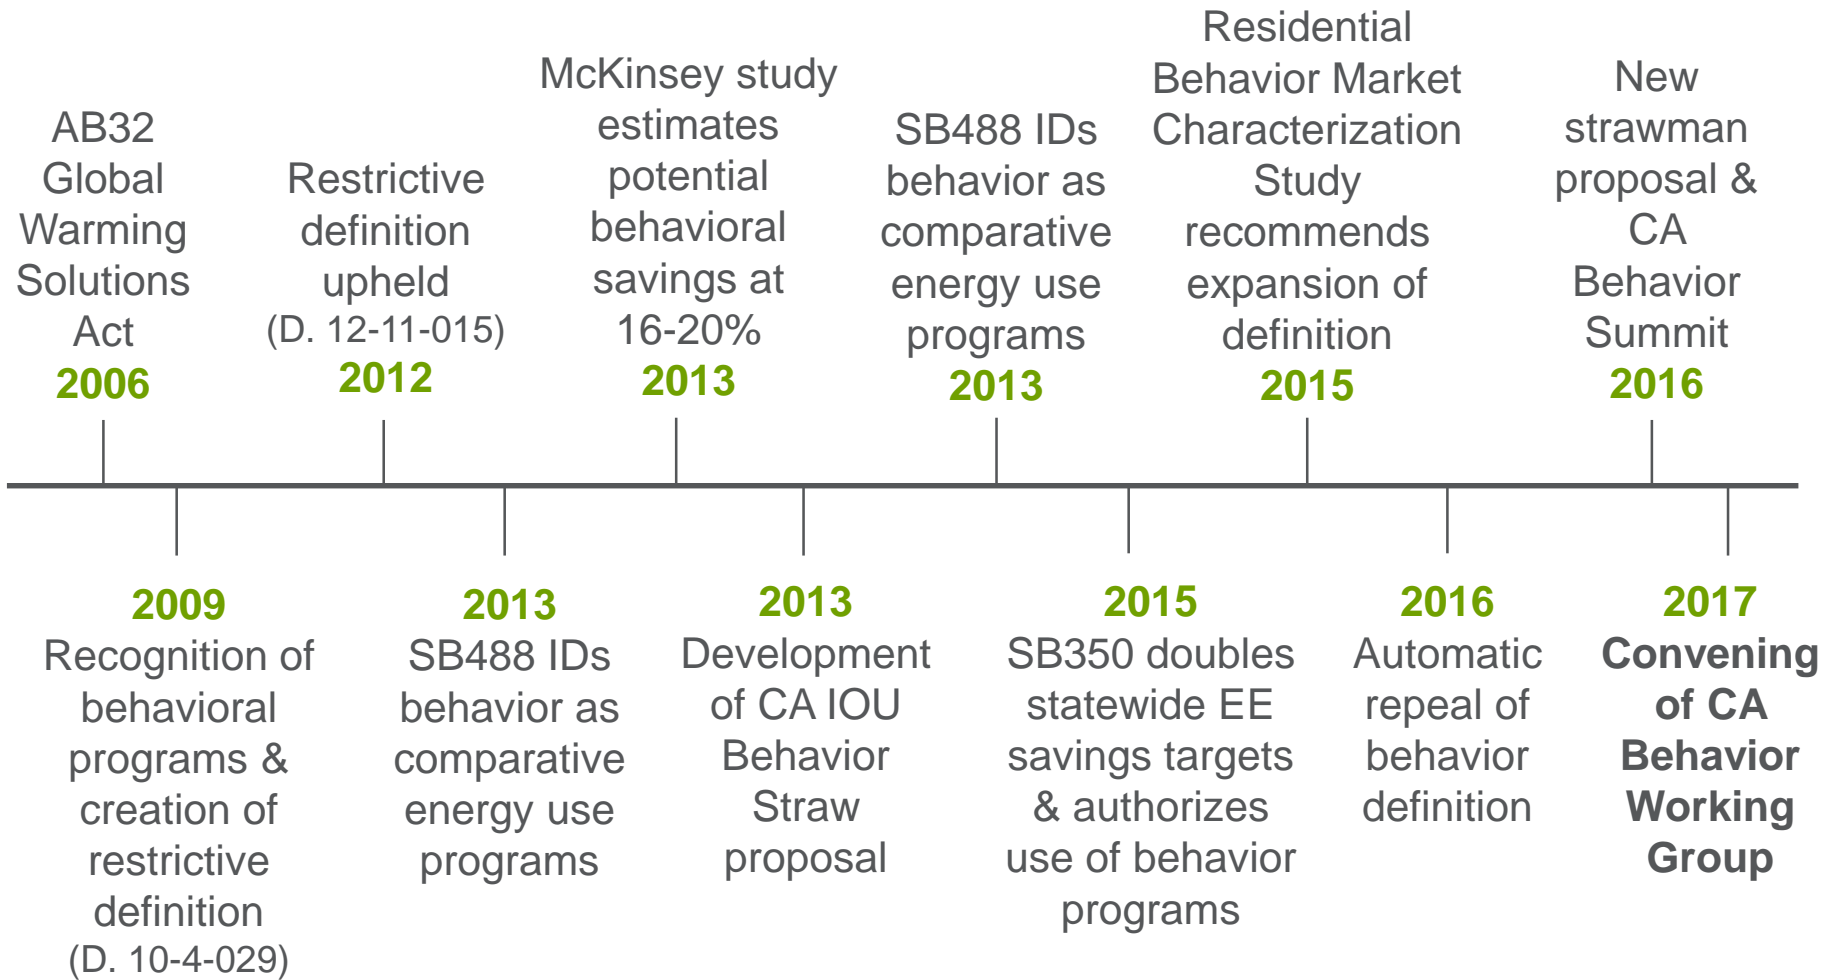 AB32
Global
Warming
Solutions
Act
2006
Restrictive
definition
upheld
(D. 12-11-015)
2012
McKinsey study
estimates
potential
behavioral
savings at
16-20%
2013
SB488 IDs
behavior as
comparative
energy use
programs
2013
Residential
Behavior Market
Characterization
Study
recommends
expansion of
definition
2015
New
strawman
proposal &
CA
Behavior
Summit
2016
2009
Recognition of
behavioral
programs &
creation of
restrictive
definition
(D. 10-4-029)
2013
SB488 IDs
behavior as
comparative
energy use
programs
2013
Development
of CA IOU
Behavior
Straw
proposal
2015
SB350 doubles
statewide EE
savings targets
& authorizes
use of behavior
programs
2016
Automatic
repeal of
behavior
definition
2017
Convening
of CA
Behavior
Working
Group